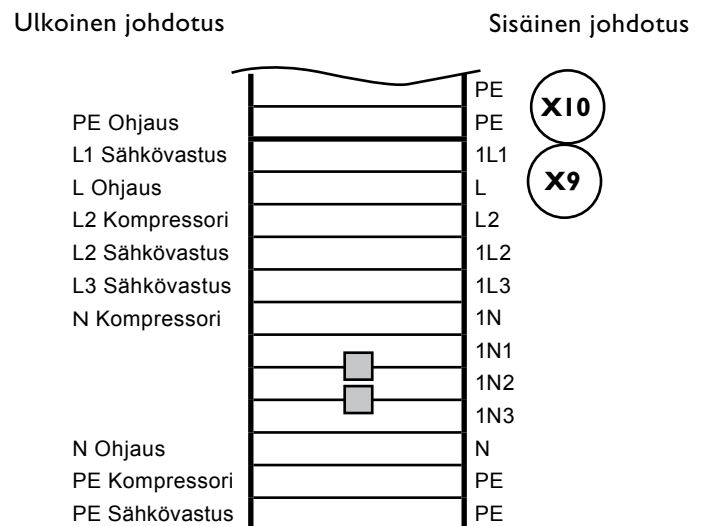 Ulkoinen johdotus Sisäinen johdotus
PE
X10
PE Ohjaus PE
L1 Sähkövastus 1L1
X9
L Ohjaus L
L2 Kompressori L2
L2 Sähkövastus 1L2
L3 Sähkövastus 1L3
N Kompressori 1N
1N1
1N2
1N3
N Ohjaus N
PE Kompressori PE
PE Sähkövastus PE